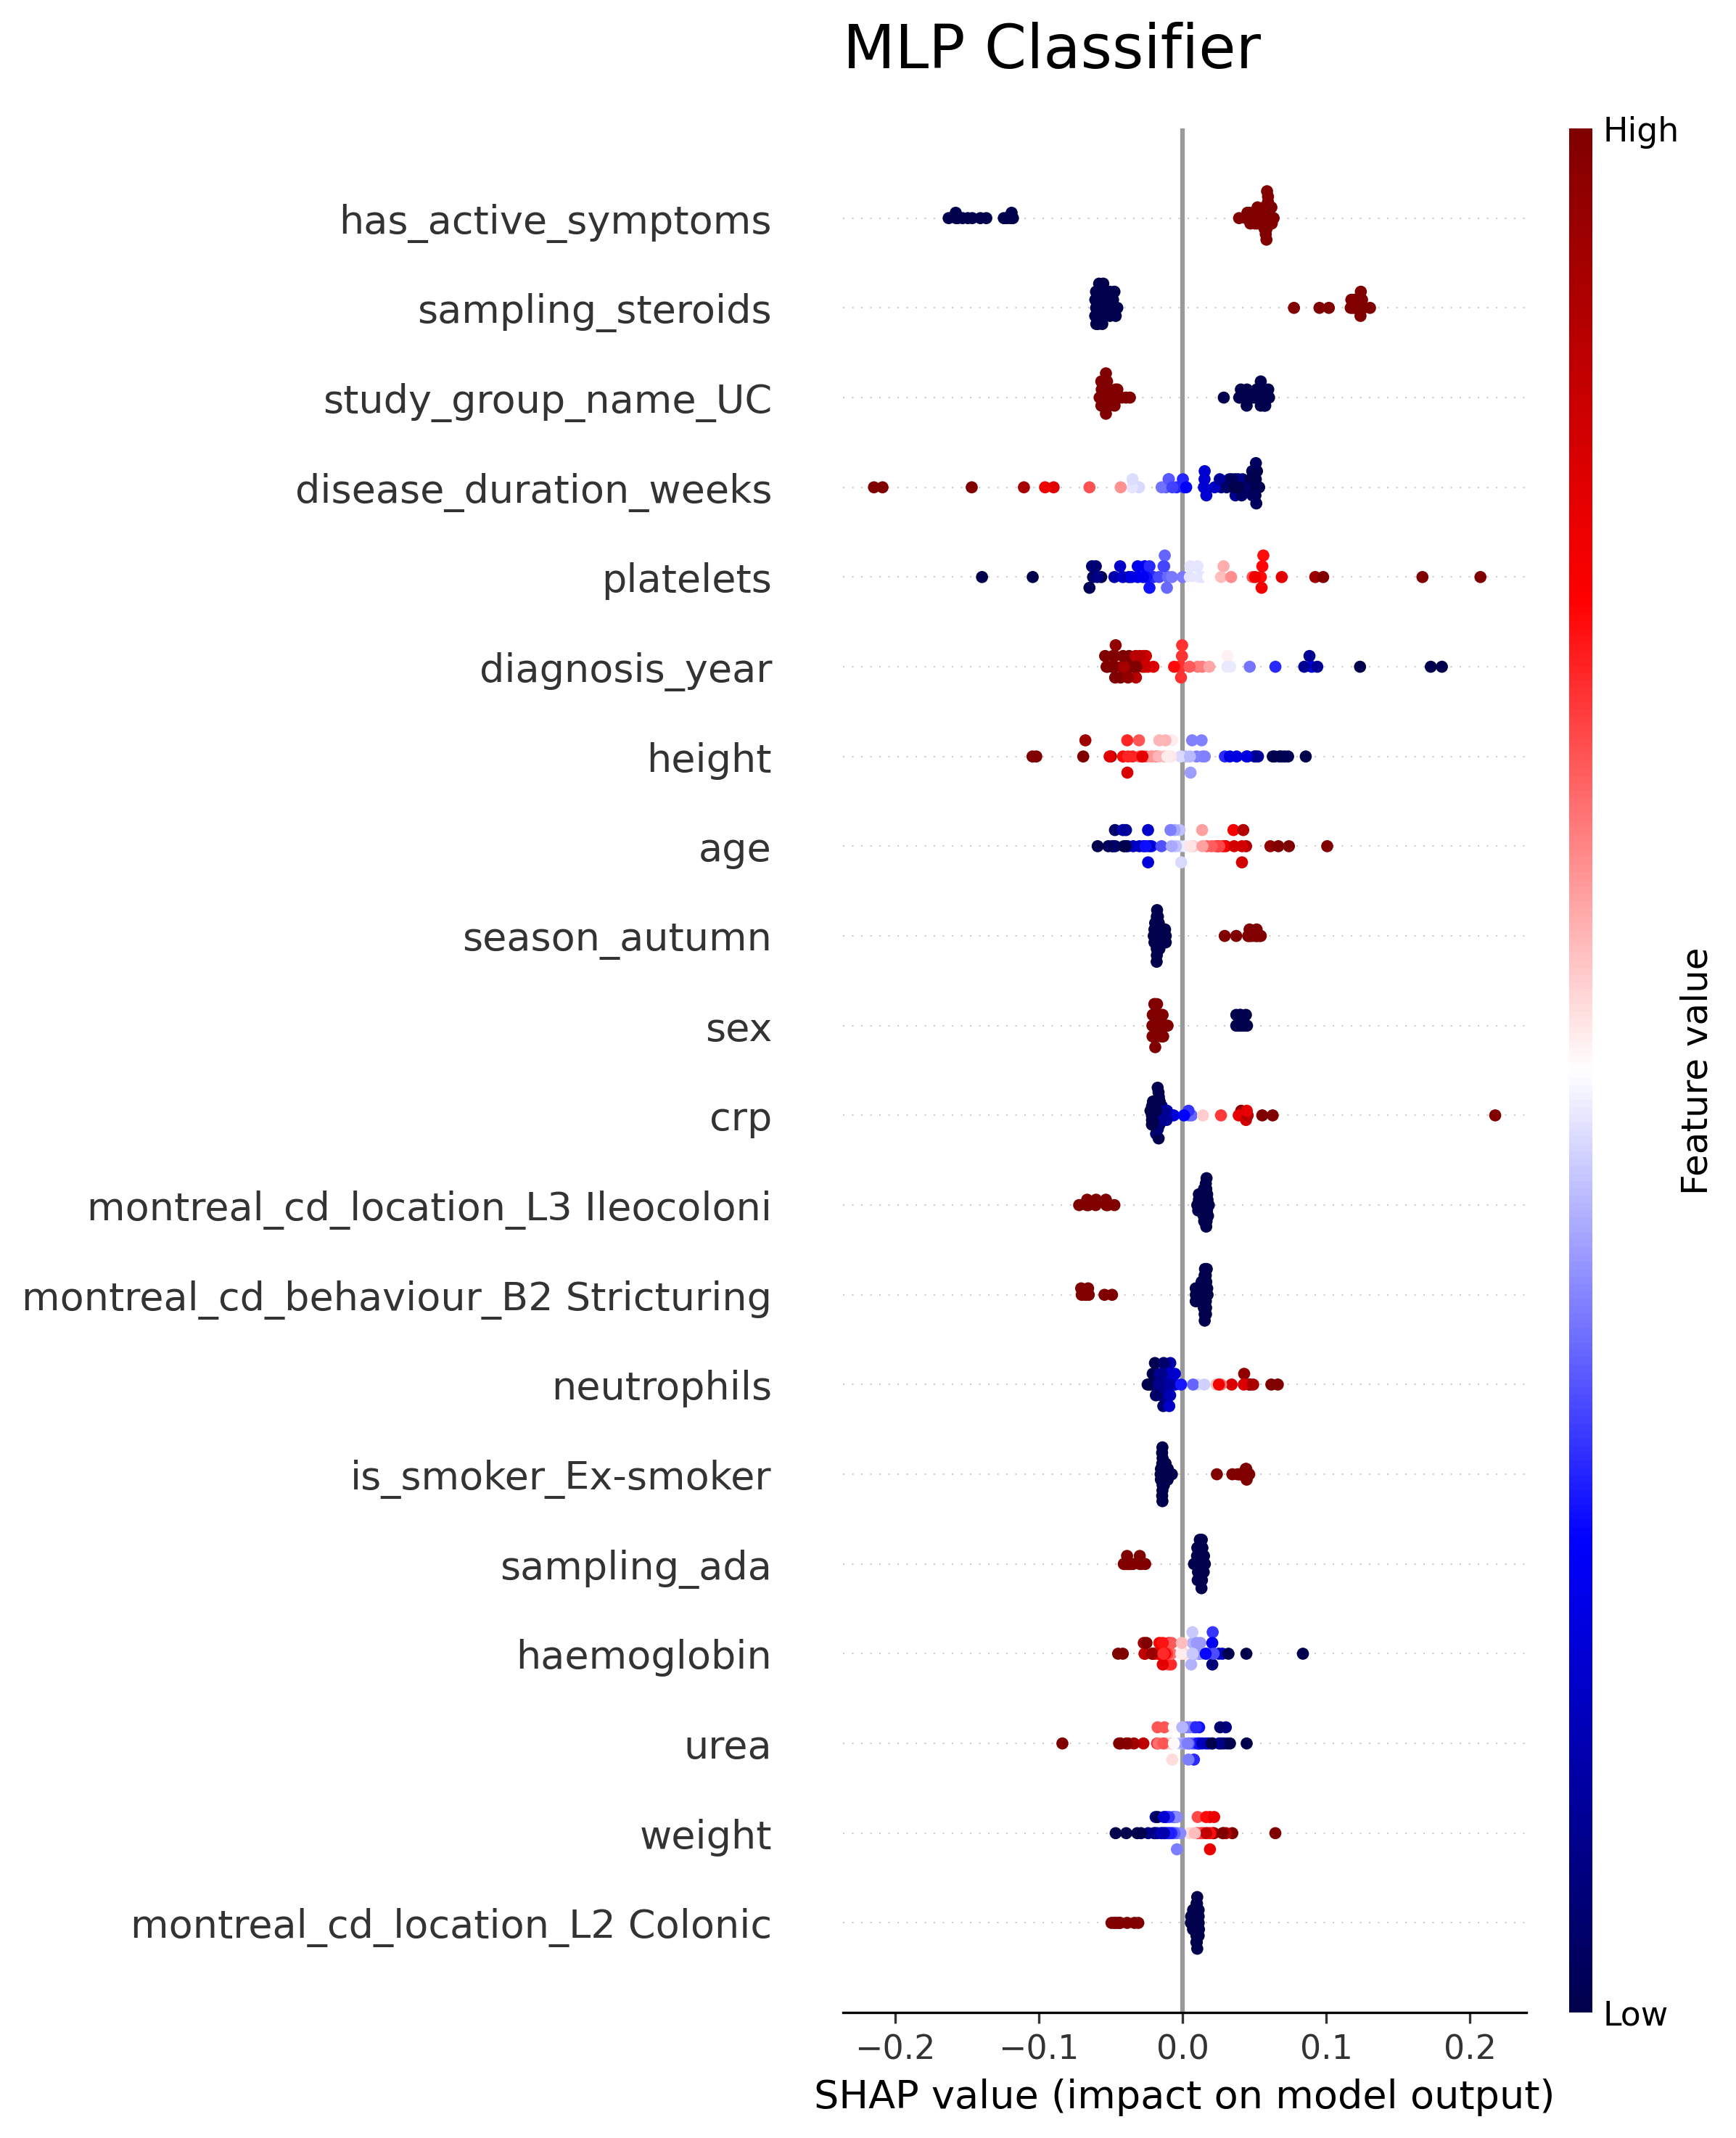 MLP Classifier
High
has_active_symptoms
sampling_steroids
study_group_name_UC
disease_duration_weeks
platelets
diagnosis_year
height
age
season_autumn
sex
crp
montreal_cd_location_L3 Ileocoloni
montreal_cd_behaviour_B2 Stricturing
neutrophils
is_smoker_Ex-smoker
sampling_ada
haemoglobin
urea
weight
montreal_cd_location_L2 Colonic
Feature value
Low
−0.2 −0.1 0.0 0.1 0.2
SHAP value (impact on model output)